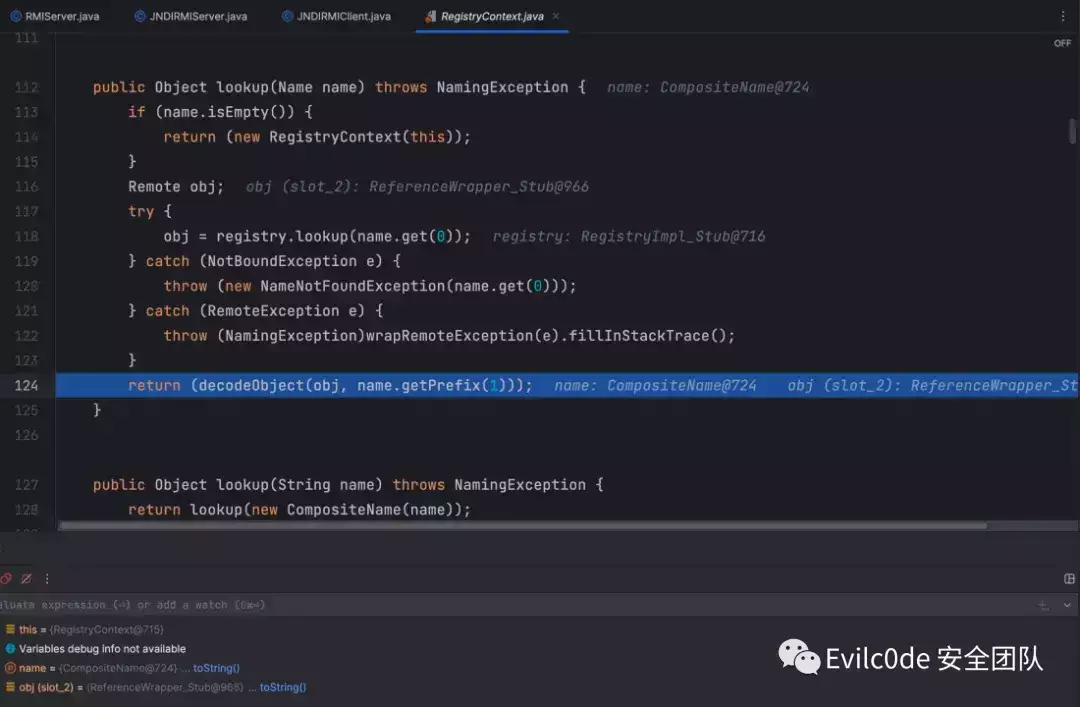 RMIServer.java JNDIRMIServer.java JNDIRMIClient.java RegistryContext.java ×
111 OFF
112 public Object lookup(Name name) throws NamingException { name: CompositeName@724
113 if (name.isEmpty()) {
114 return (new RegistryContext(this));
115 }
116 Remote obj; obj (slot_2): ReferenceWrapper_Stub@966
117 try {
118 obj = registry.lookup(name.get(0)); registry: RegistryImpl_Stub@716
119 } catch (NotBoundException e) {
120 throw (new NameNotFoundException(name.get(0)));
121 } catch (RemoteException e) {
122 throw (NamingException)wrapRemoteException(e).fillInStackTrace();
123 }
124 return (decodeObject(obj, name.getPrefix(1))); name: CompositeName@724 obj (slot_2): ReferenceWrapper_St
125 }
126
127 public Object lookup(String name) throws NamingException {
128 return lookup(new CompositeName(name));
aluate expression (⏎) or add a watch (⇧⌘⏎)
this = {RegistryContext@715}
Variables debug info not available
name = {CompositeName@724} ... toString()
obj (slot_2) = {ReferenceWrapper_Stub@966} ... toString()
Evilc0de 安全团队